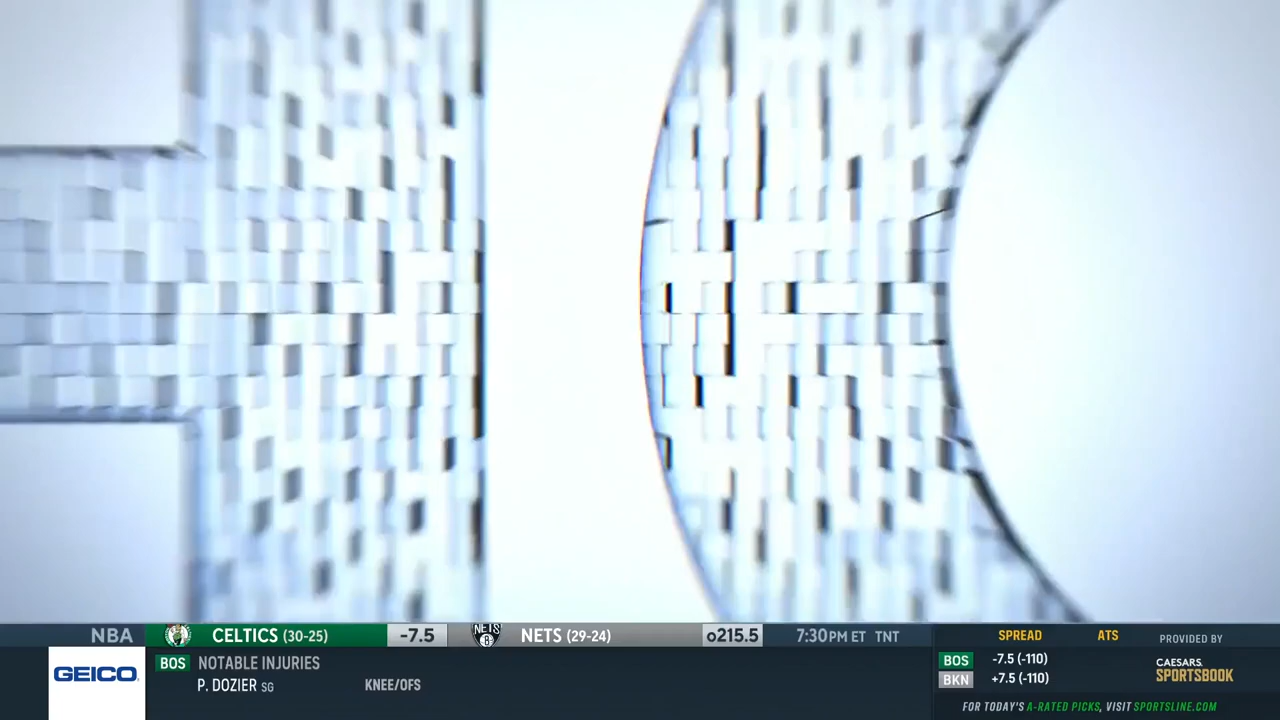 NBA CELTICS (30-25) -7.5 NETS NETS (29-24) o215.5 7:30PM ET TNT
GEICO
BOS NOTABLE INJURIES
P. DOZIER SG KNEE/OFS
SPREAD ATS PROVIDED BY
BOS -7.5 (-110)
BKN +7.5 (-110)
CAESARS
SPORTSBOOK
FOR TODAY'S A-RATED PICKS, VISIT SPORTSLINE.COM